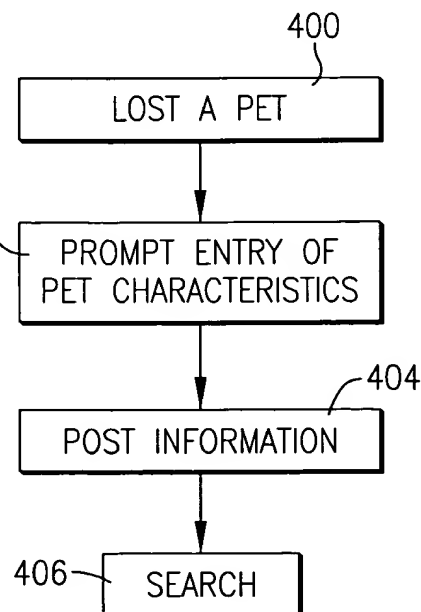 400
LOST A PET
PROMPT ENTRY OF
PET CHARACTERISTICS
404
POST INFORMATION
406
SEARCH